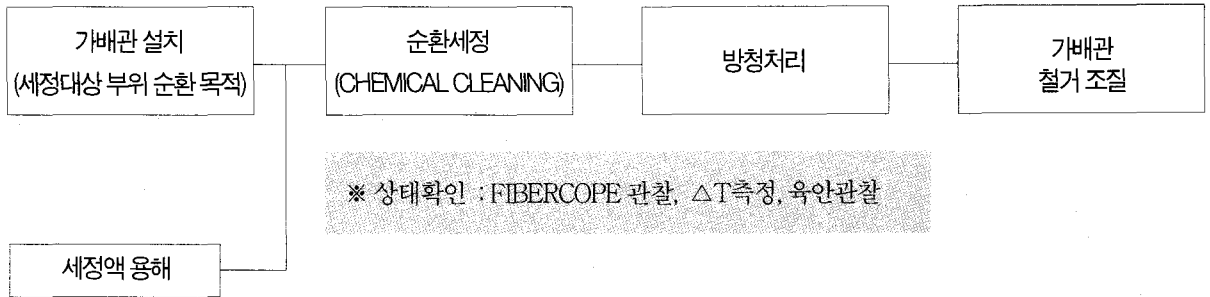 가배관 설치
(세정대상 부위 순환 목적)
순환세정
(CHEMICAL CLEANING)
방청처리
가배관
철거 조질
※ 상태확인 : FIBERCOPE 관찰, △T측정, 육안관찰
세정액 용해